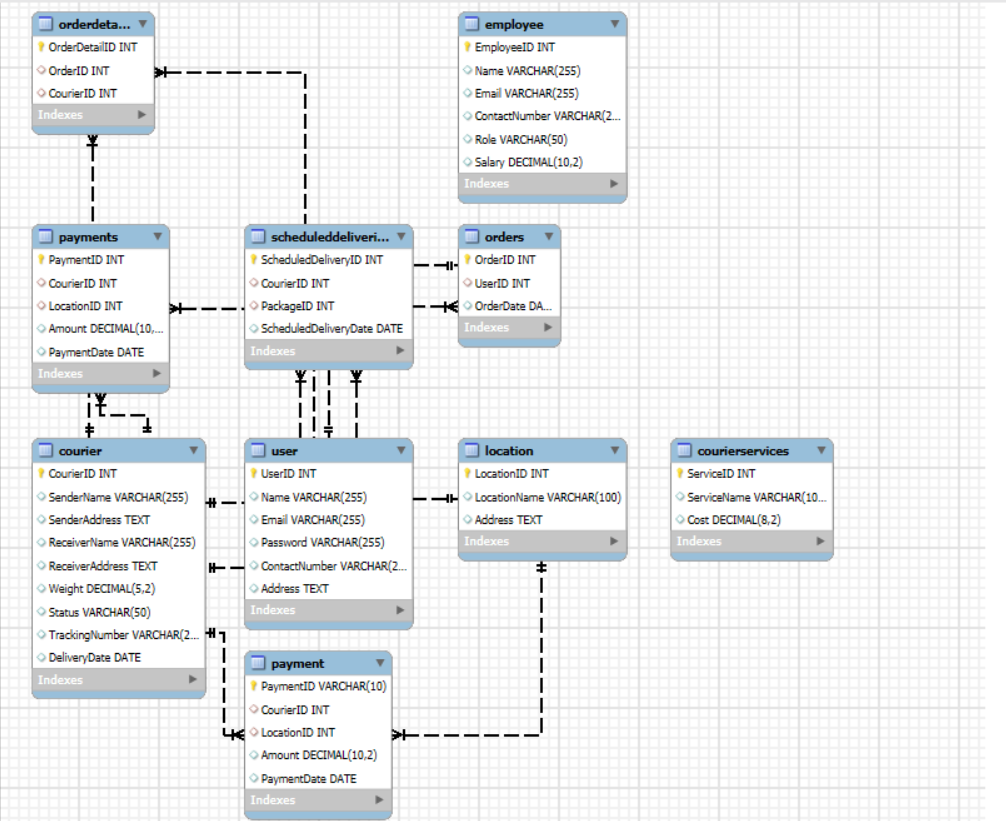 orderdeta...
OrderDetailID INT
OrderID INT
CourierID INT
Indexes
employee
EmployeeID INT
Name VARCHAR(255)
Email VARCHAR(255)
ContactNumber VARCHAR(2...
Role VARCHAR(50)
Salary DECIMAL(10,2)
Indexes
payments
PaymentID INT
CourierID INT
LocationID INT
Amount DECIMAL(10,...
PaymentDate DATE
Indexes
scheduleddeliveri...
ScheduledDeliveryID INT
CourierID INT
PackageID INT
ScheduledDeliveryDate DATE
Indexes
orders
OrderID INT
UserID INT
OrderDate DA...
Indexes
courier
CourierID INT
SenderName VARCHAR(255)
SenderAddress TEXT
ReceiverName VARCHAR(255)
ReceiverAddress TEXT
Weight DECIMAL(5,2)
Status VARCHAR(50)
TrackingNumber VARCHAR(2...
DeliveryDate DATE
Indexes
user
UserID INT
Name VARCHAR(255)
Email VARCHAR(255)
Password VARCHAR(255)
ContactNumber VARCHAR(2...
Address TEXT
Indexes
location
LocationID INT
LocationName VARCHAR(100)
Address TEXT
Indexes
courierservices
ServiceID INT
ServiceName VARCHAR(10...
Cost DECIMAL(8,2)
Indexes
payment
PaymentID VARCHAR(10)
CourierID INT
LocationID INT
Amount DECIMAL(10,2)
PaymentDate DATE
Indexes